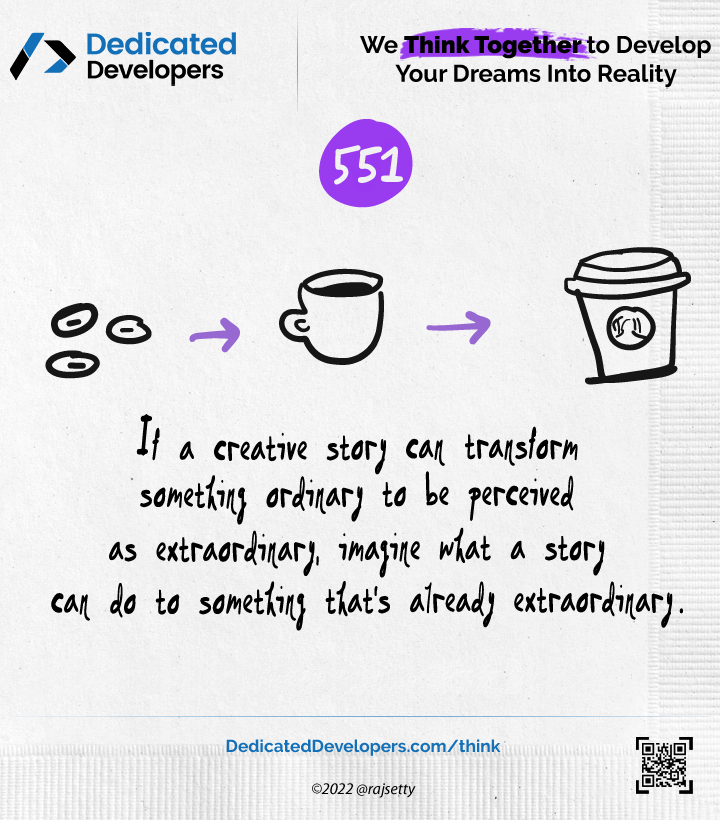 Dedicated
Developers
We Think Together to Develop
Your Dreams Into Reality
551
If a creative story can transform
something ordinary to be perceived
as extraordinary, imagine what a story
can do to something that's already extraordinary.
DedicatedDevelopers.com/think
©2022 @rajsetty